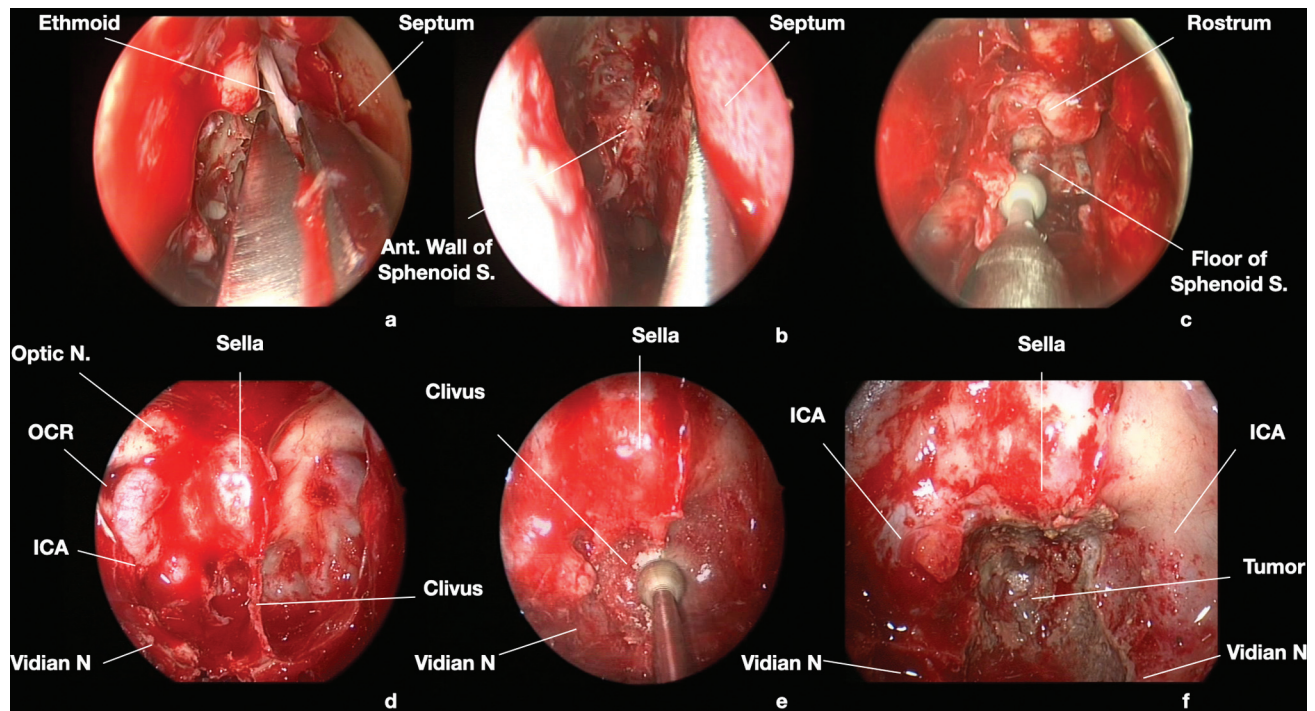 Ethmoid
Septum
a
Septum
Ant. Wall of
Sphenoid S.
b
Rostrum
Floor of
Sphenoid S.
c
Optic N.
Sella
OCR
ICA
Clivus
Vidian N
d
Sella
Clivus
Vidian N
e
Sella
ICA
ICA
Tumor
Vidian N
Vidian N
f